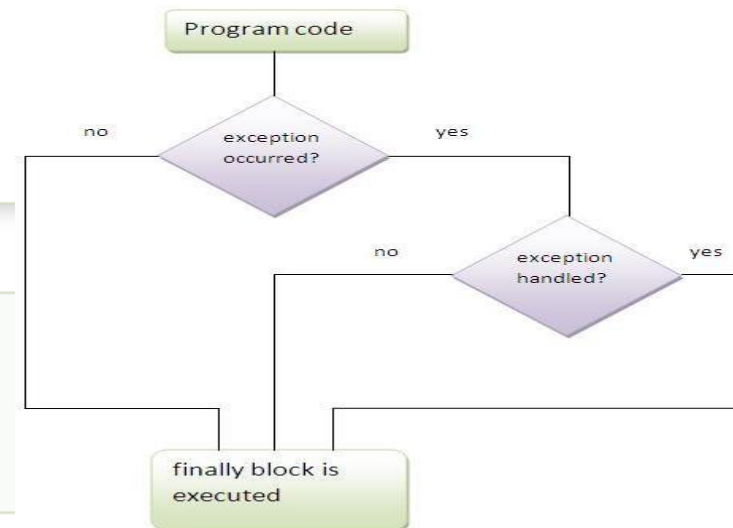 Program code
no
exception
occurred?
yes
no
exception
handled?
yes
finally block is
executed